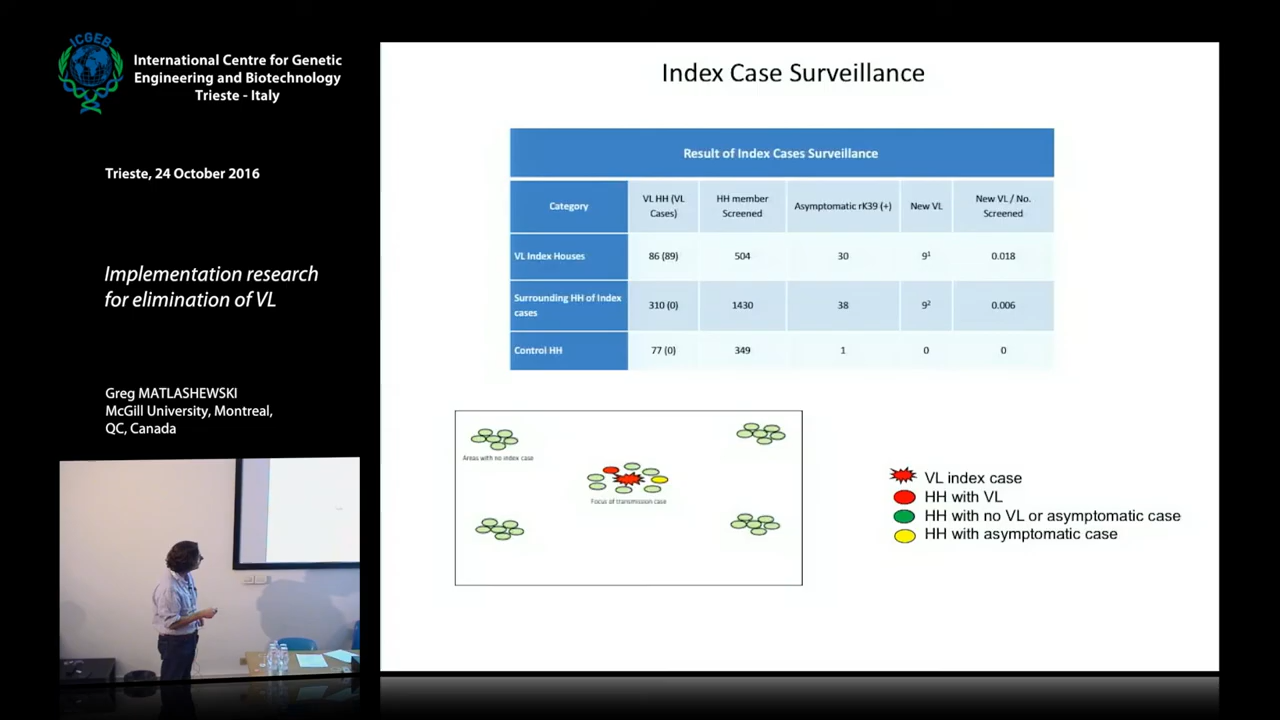 ICGEB
International Centre for Genetic
Engineering and Biotechnology
Trieste - Italy
Trieste, 24 October 2016
Implementation research
for elimination of VL
Greg MATLASHEWSKI
McGill University, Montreal,
QC, Canada
Index Case Surveillance
Result of Index Cases Surveillance
Category
VL HH (VL
Cases)
HH member
Screened
Asymptomatic rK39 (+)
New VL
New VL / No.
Screened
VL Index Houses
86 (89)
504
30
9¹
0.018
Surrounding HH of Index
cases
310 (0)
1430
38
9²
0.006
Control HH
77 (0)
349
1
0
0
Areas with no index case
Focus of transmission case
VL index case
HH with VL
HH with no VL or asymptomatic case
HH with asymptomatic case